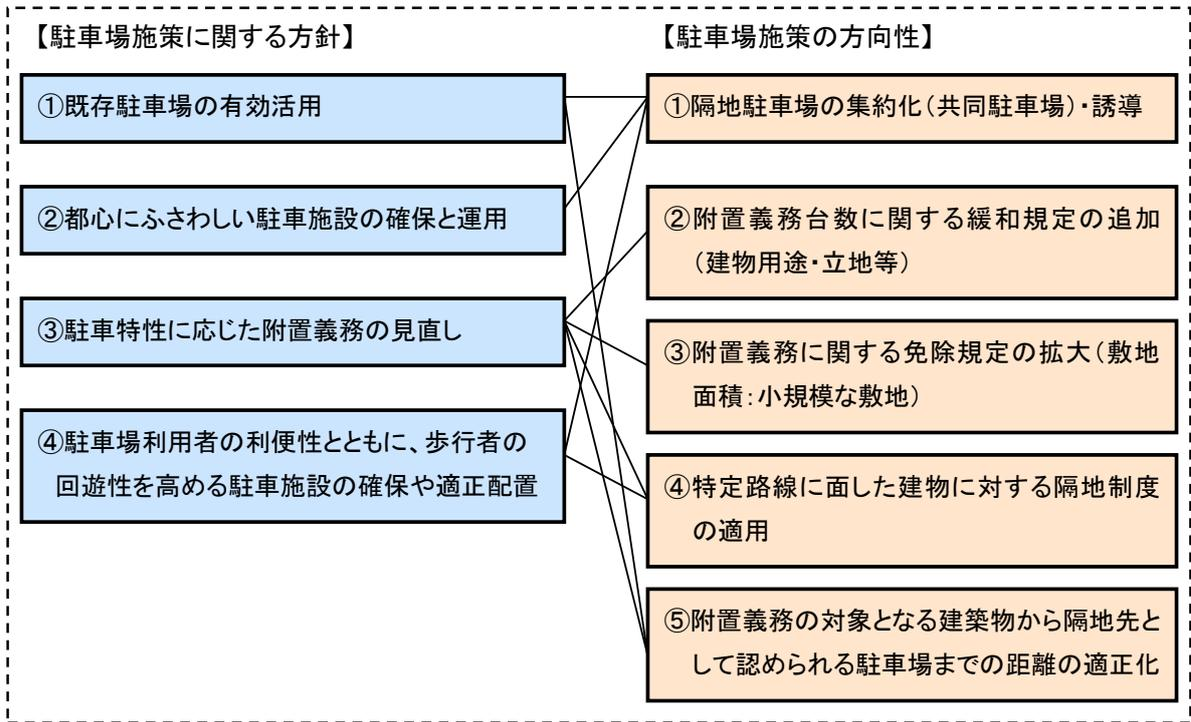 【駐車場施策に関する方針】
①既存駐車場の有効活用
②都心にふさわしい駐車施設の確保と運用
③駐車特性に応じた附置義務の見直し
④駐車場利用者の利便性とともに、歩行者の
回遊性を高める駐車施設の確保や適正配置
【駐車場施策の方向性】
①隔地駐車場の集約化(共同駐車場)・誘導
②附置義務台数に関する緩和規定の追加
(建物用途・立地等)
③附置義務に関する免除規定の拡大(敷地
面積:小規模な敷地)
④特定路線に面した建物に対する隔地制度
の適用
⑤附置義務の対象となる建築物から隔地先と
して認められる駐車場までの距離の適正化